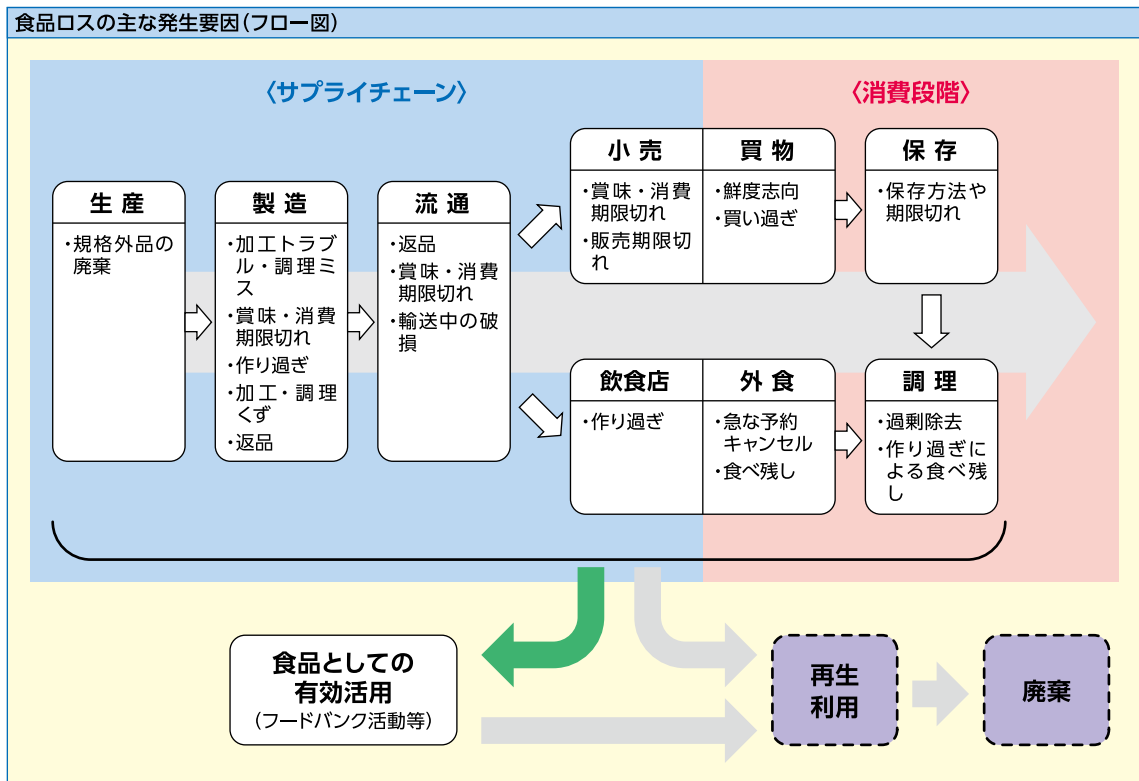 食品ロスの主な発生要因(フロー図)
〈サプライチェーン〉
〈消費段階〉
生産
・規格外品の
廃棄
製造
・加工トラブ
ル・調理ミ
ス
・賞味・消費
期限切れ
・作り過ぎ
・加工・調理
くず
・返品
流通
・返品
・賞味・消費
期限切れ
・輸送中の破
損
小売
・賞味・消費
期限切れ
・販売期限切
れ
買物
・鮮度志向
・買い過ぎ
保存
・保存方法や
期限切れ
飲食店
・作り過ぎ
外食
・急な予約
キャンセル
・食べ残し
調理
・過剰除去
・作り過ぎに
よる食べ残
し
食品としての
有効活用
(フードバンク活動等)
再生
利用
廃棄